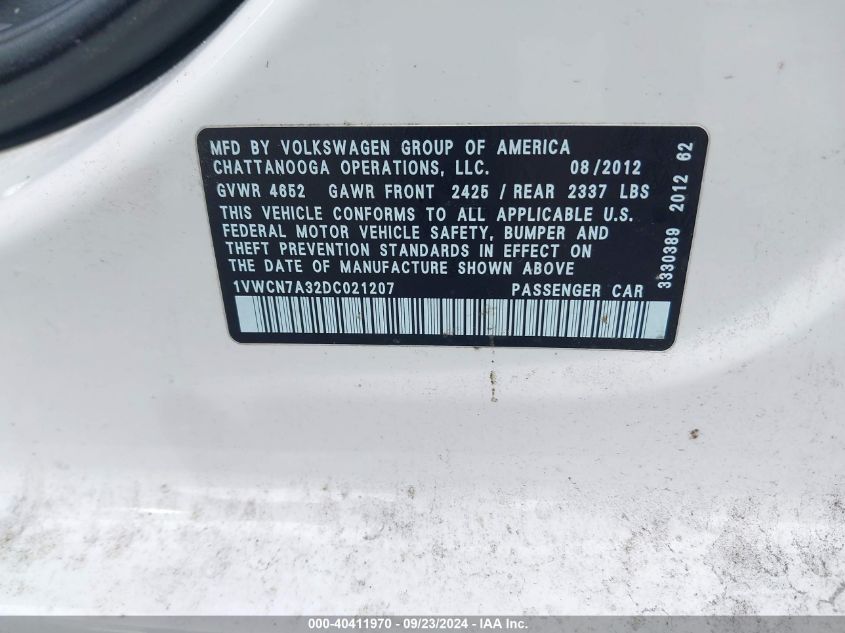 MFD BY VOLKSWAGEN GROUP OF AMERICA
CHATTANOOGA OPERATIONS, LLC. 08/2012
GVWR 4652 GAWR FRONT 2425 / REAR 2337 LBS
THIS VEHICLE CONFORMS TO ALL APPLICABLE U.S.
FEDERAL MOTOR VEHICLE SAFETY, BUMPER AND
THEFT PREVENTION STANDARDS IN EFFECT ON
THE DATE OF MANUFACTURE SHOWN ABOVE
1VWCN7A32DC021207 PASSENGER CAR
3330389 2012 62
000-40411970 - 09/23/2024 - IAA Inc.